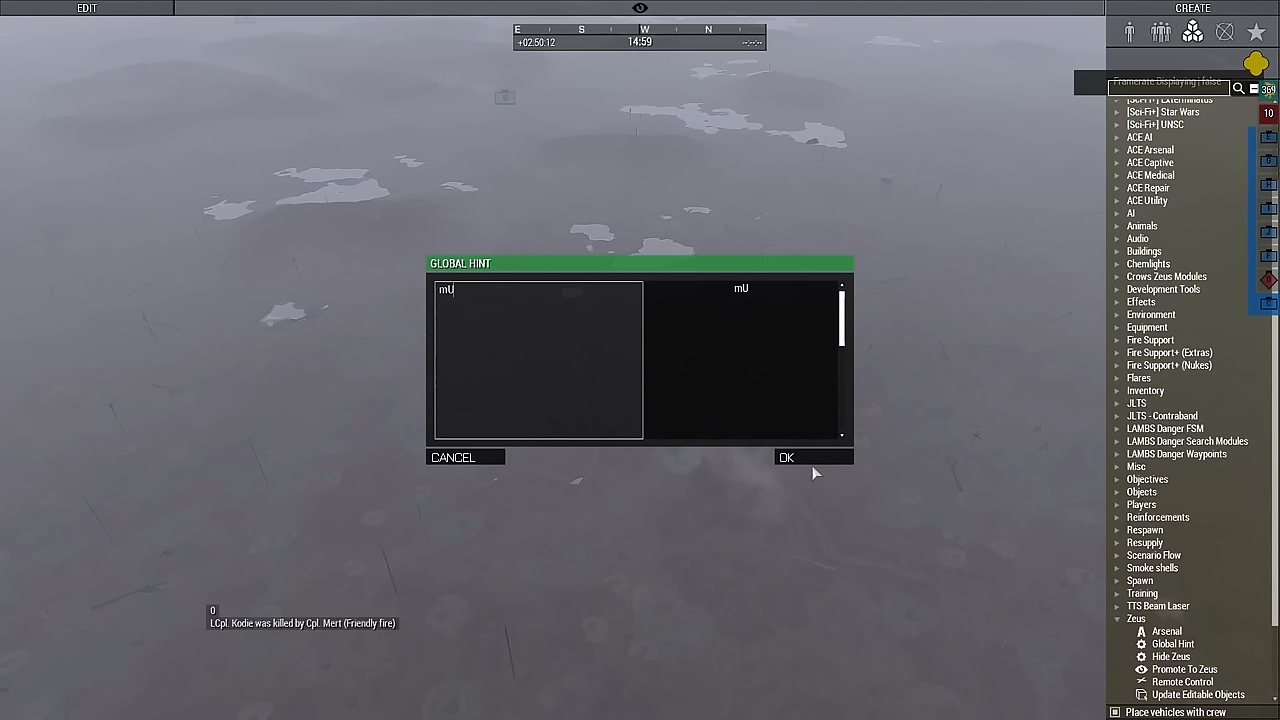 EDIT
CREATE
E S W N
+02:50:12 14:59 --:--:--
Framerate Displaying | false
369
[Sci-Fi+] Exterminatus
[Sci-Fi+] Star Wars
10
[Sci-Fi+] UNSC
ACE AI
ACE Arsenal
ACE Captive
ACE Medical
ACE Repair
ACE Utility
AI
Animals
Audio
Buildings
Chemlights
Crows Zeus Modules
Development Tools
Effects
Environment
Equipment
Fire Support
Fire Support+ (Extras)
Fire Support+ (Nukes)
Flares
Inventory
JLTS
JLTS - Contraband
LAMBS Danger FSM
LAMBS Danger Search Modules
LAMBS Danger Waypoints
Misc
Objectives
Objects
Players
Reinforcements
Respawn
Resupply
Scenario Flow
Smoke shells
Spawn
Training
TTS Beam Laser
Zeus
Arsenal
Global Hint
Hide Zeus
Promote To Zeus
Remote Control
Update Editable Objects
Place vehicles with crew
GLOBAL HINT
mU
mU
CANCEL
OK
0
LCpl. Kodie was killed by Cpl. Mert (Friendly fire)